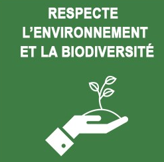 RESPECTE
L'ENVIRONNEMENT
ET LA BIODIVERSITÉ